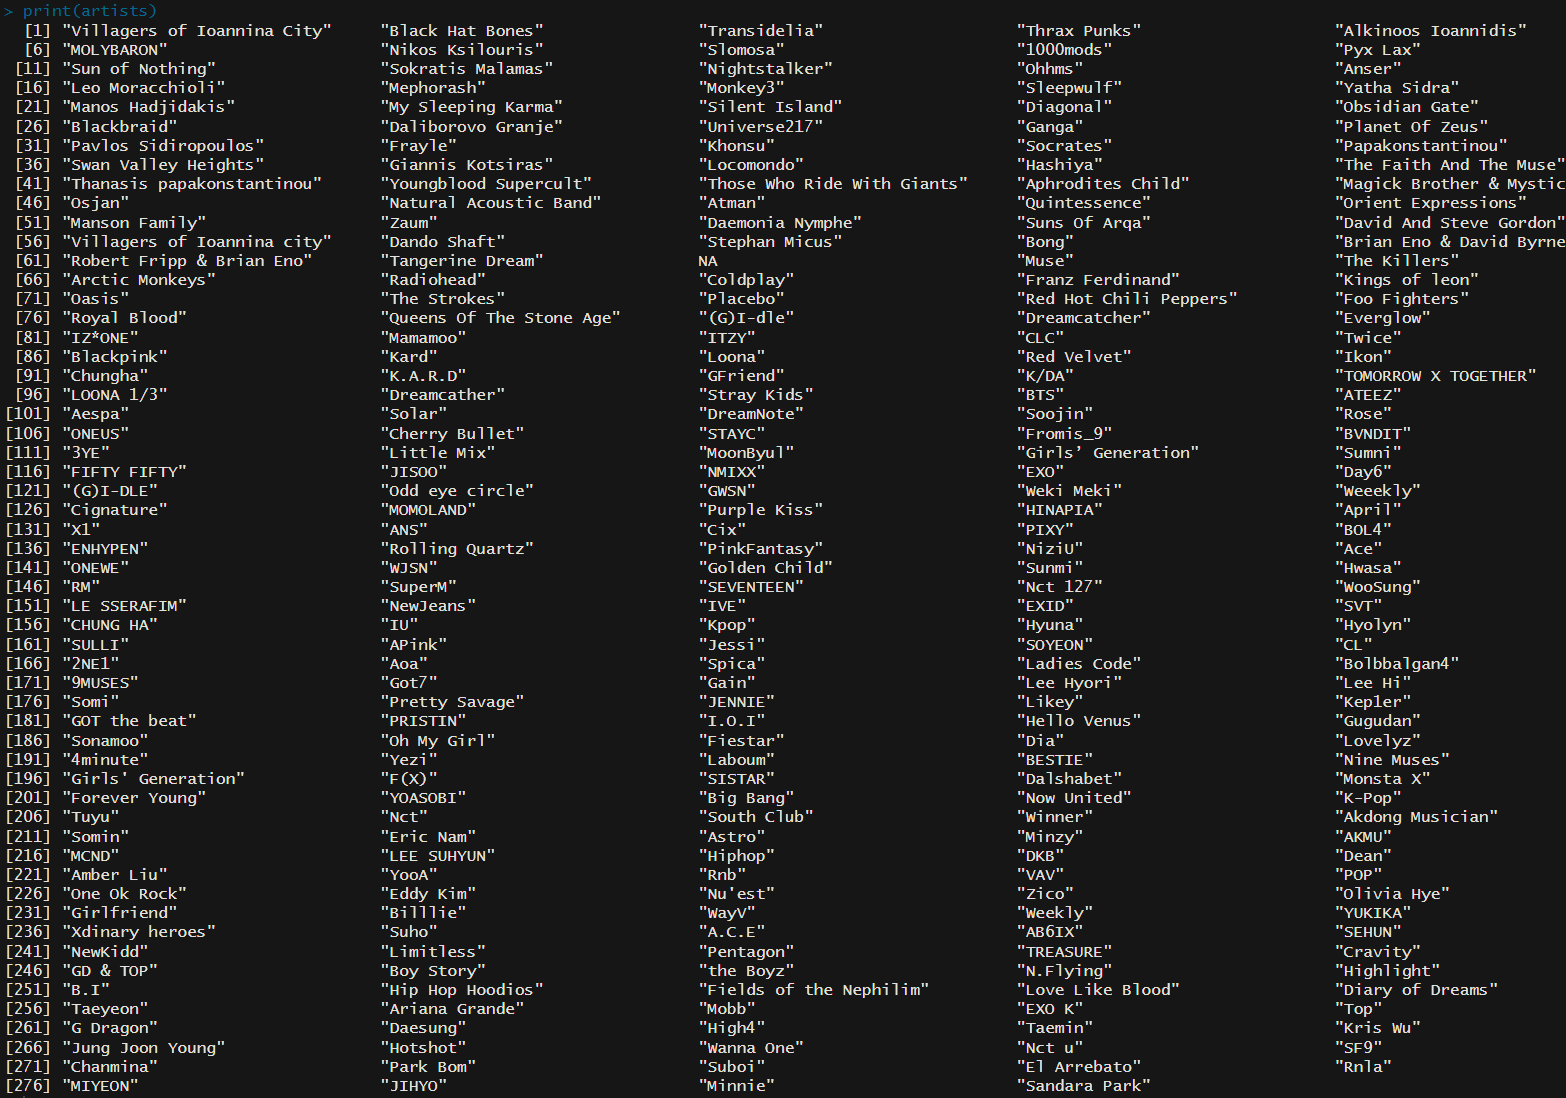 > print(artists)
[1] "Villagers of Ioannina City" "Black Hat Bones" "Transidelia" "Thrax Punks" "Alkinoos Ioannidis"
[6] "MOLYBARON" "Nikos Ksilouris" "Slomosa" "1000mods" "Pyx Lax"
[11] "Sun of Nothing" "Sokratis Malamas" "Nightstalker" "Ohhms" "Anser"
[16] "Leo Moracchioli" "Mephorash" "Monkey3" "Sleepwulf" "Yatha Sidra"
[21] "Manos Hadjidakis" "My Sleeping Karma" "Silent Island" "Diagonal" "Obsidian Gate"
[26] "Blackbraid" "Daliborovo Granje" "Universe217" "Ganga" "Planet Of Zeus"
[31] "Pavlos Sidiropoulos" "Frayle" "Khonsu" "Socrates" "Papakonstantinou"
[36] "Swan Valley Heights" "Giannis Kotsiras" "Locomondo" "Hashiya" "The Faith And The Muse"
[41] "Thanasis papakonstantinou" "Youngblood Supercult" "Those Who Ride With Giants" "Aphrodites Child" "Magick Brother & Mystic
[46] "Osjan" "Natural Acoustic Band" "Atman" "Quintessence" "Orient Expressions"
[51] "Manson Family" "Zaum" "Daemonia Nymphe" "Suns Of Arqa" "David And Steve Gordon"
[56] "Villagers of Ioannina city" "Dando Shaft" "Stephan Micus" "Bong" "Brian Eno & David Byrne
[61] "Robert Fripp & Brian Eno" "Tangerine Dream" NA "Muse" "The Killers"
[66] "Arctic Monkeys" "Radiohead" "Coldplay" "Franz Ferdinand" "Kings of leon"
[71] "Oasis" "The Strokes" "Placebo" "Red Hot Chili Peppers" "Foo Fighters"
[76] "Royal Blood" "Queens Of The Stone Age" "(G)I-dle" "Dreamcatcher" "Everglow"
[81] "IZ*ONE" "Mamamoo" "ITZY" "CLC" "Twice"
[86] "Blackpink" "Kard" "Loona" "Red Velvet" "Ikon"
[91] "Chungha" "K.A.R.D" "GFriend" "K/DA" "TOMORROW X TOGETHER"
[96] "LOONA 1/3" "Dreamcather" "Stray Kids" "BTS" "ATEEZ"
[101] "Aespa" "Solar" "DreamNote" "Soojin" "Rose"
[106] "ONEUS" "Cherry Bullet" "STAYC" "Fromis_9" "BVNDIT"
[111] "3YE" "Little Mix" "MoonByul" "Girls’ Generation" "Sumni"
[116] "FIFTY FIFTY" "JISOO" "NMIXX" "EXO" "Day6"
[121] "(G)I-DLE" "Odd eye circle" "GWSN" "Weki Meki" "Weeekly"
[126] "Cignature" "MOMOLAND" "Purple Kiss" "HINAPIA" "April"
[131] "X1" "ANS" "Cix" "PIXY" "BOL4"
[136] "ENHYPEN" "Rolling Quartz" "PinkFantasy" "NiziU" "Ace"
[141] "ONEWE" "WJSN" "Golden Child" "Sunmi" "Hwasa"
[146] "RM" "SuperM" "SEVENTEEN" "Nct 127" "WooSung"
[151] "LE SSERAFIM" "NewJeans" "IVE" "EXID" "SVT"
[156] "CHUNG HA" "IU" "Kpop" "Hyuna" "Hyolyn"
[161] "SULLI" "APink" "Jessi" "SOYEON" "CL"
[166] "2NE1" "Aoa" "Spica" "Ladies Code" "Bolbbalgan4"
[171] "9MUSES" "Got7" "Gain" "Lee Hyori" "Lee Hi"
[176] "Somi" "Pretty Savage" "JENNIE" "Likey" "Kep1er"
[181] "GOT the beat" "PRISTIN" "I.O.I" "Hello Venus" "Gugudan"
[186] "Sonamoo" "Oh My Girl" "Fiestar" "Dia" "Lovelyz"
[191] "4minute" "Yezi" "Laboum" "BESTIE" "Nine Muses"
[196] "Girls' Generation" "F(X)" "SISTAR" "Dalshabet" "Monsta X"
[201] "Forever Young" "YOASOBI" "Big Bang" "Now United" "K-Pop"
[206] "Tuyu" "Nct" "South Club" "Winner" "Akdong Musician"
[211] "Somin" "Eric Nam" "Astro" "Minzy" "AKMU"
[216] "MCND" "LEE SUHYUN" "Hiphop" "DKB" "Dean"
[221] "Amber Liu" "YooA" "Rnb" "VAV" "POP"
[226] "One Ok Rock" "Eddy Kim" "Nu'est" "Zico" "Olivia Hye"
[231] "Girlfriend" "Billlie" "WayV" "Weekly" "YUKIKA"
[236] "Xdinary heroes" "Suho" "A.C.E" "AB6IX" "SEHUN"
[241] "NewKidd" "Limitless" "Pentagon" "TREASURE" "Cravity"
[246] "GD & TOP" "Boy Story" "the Boyz" "N.Flying" "Highlight"
[251] "B.I" "Hip Hop Hoodios" "Fields of the Nephilim" "Love Like Blood" "Diary of Dreams"
[256] "Taeyeon" "Ariana Grande" "Mobb" "EXO K" "Top"
[261] "G Dragon" "Daesung" "High4" "Taemin" "Kris Wu"
[266] "Jung Joon Young" "Hotshot" "Wanna One" "Nct u" "SF9"
[271] "Chanmina" "Park Bom" "Suboi" "El Arrebato" "Rnla"
[276] "MIYEON" "JIHYO" "Minnie" "Sandara Park"